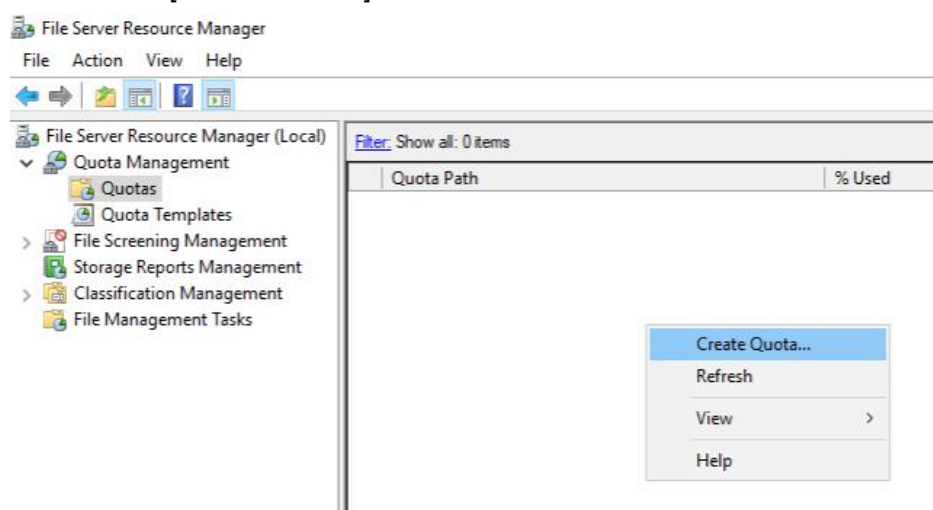 File Server Resource Manager
File Action View Help
File Server Resource Manager (Local)
Quota Management
Quotas
Quota Templates
File Screening Management
Storage Reports Management
Classification Management
File Management Tasks
Filter: Show all: 0 items
Quota Path % Used
Create Quota...
Refresh
View
Help